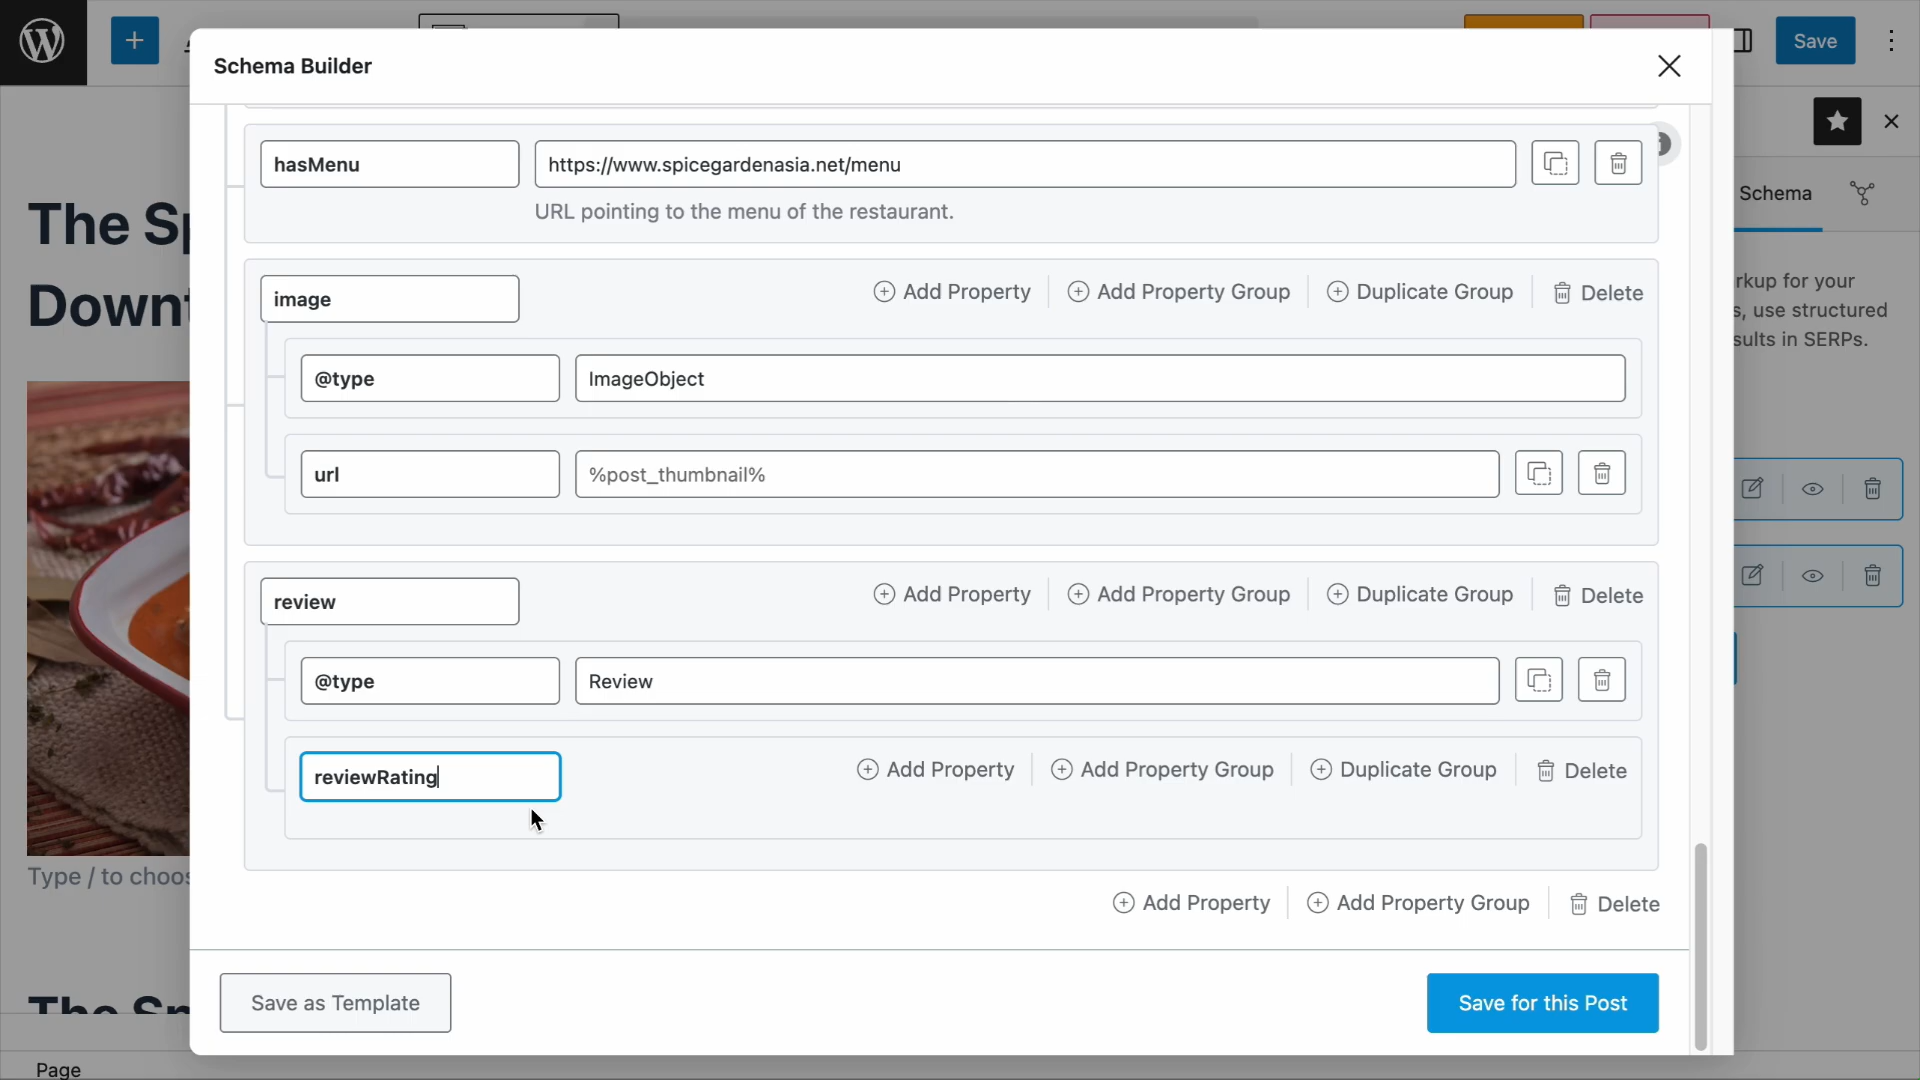 Save
Schema Builder
hasMenu
https://www.spicegardenasia.net/menu
URL pointing to the menu of the restaurant.
Schema
The Sp
Downt
image
Add Property
Add Property Group
Duplicate Group
Delete
rkup for your
s, use structured
sults in SERPs.
@type
ImageObject
url
%post_thumbnail%
review
Add Property
Add Property Group
Duplicate Group
Delete
@type
Review
reviewRating
Add Property
Add Property Group
Duplicate Group
Delete
Type / to choos
Add Property
Add Property Group
Delete
Save as Template
Save for this Post
Page